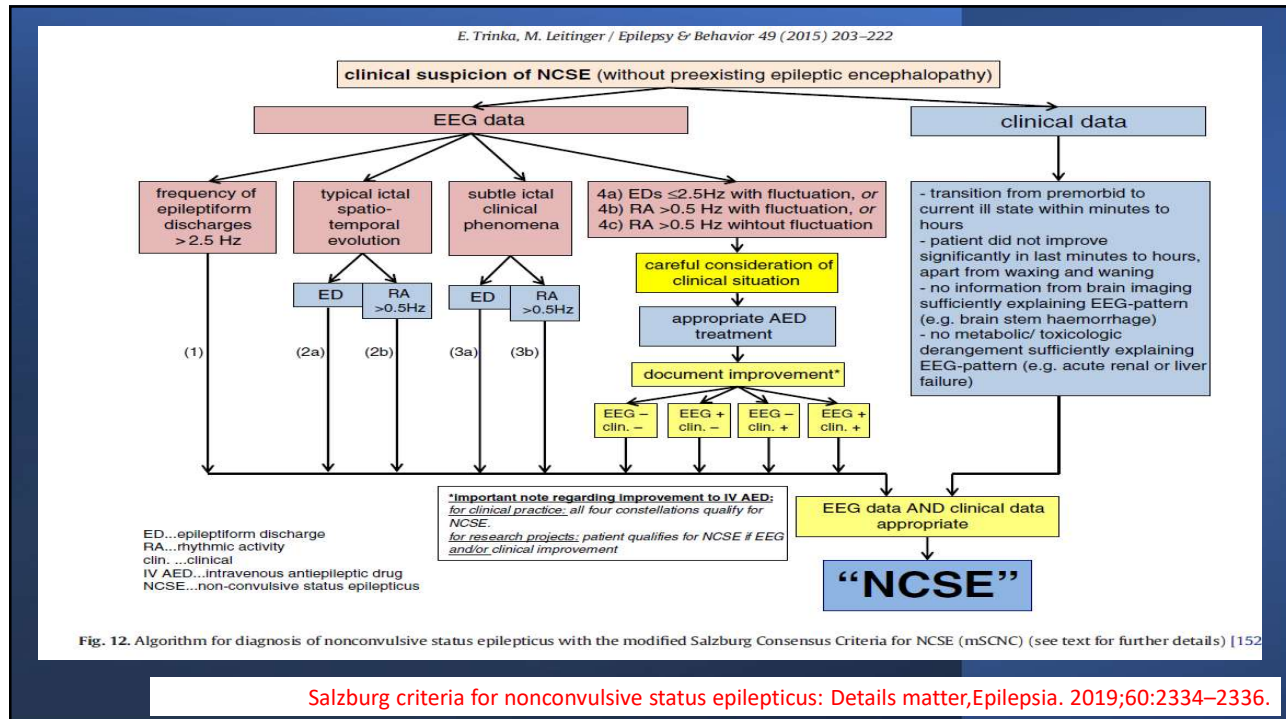 E. Trinka, M. Leitinger / Epilepsy & Behavior 49 (2015) 203–222
clinical suspicion of NCSE (without preexisting epileptic encephalopathy)
EEG data
clinical data
frequency of
epileptiform
discharges
>2.5 Hz
typical ictal
spatio-
temporal
evolution
subtle ictal
clinical
phenomena
4a) EDs ≤2.5Hz with fluctuation, or
4b) RA >0.5 Hz with fluctuation, or
4c) RA >0.5 Hz wihtout fluctuation
- transition from premorbid to
current ill state within minutes to
hours
- patient did not improve
significantly in last minutes to hours,
apart from waxing and waning
- no information from brain imaging
sufficiently explaining EEG-pattern
(e.g. brain stem haemorrhage)
- no metabolic/ toxicologic
derangement sufficiently explaining
EEG-pattern (e.g. acute renal or liver
failure)
careful consideration of
clinical situation
ED
RA
>0.5Hz
ED
RA
>0.5Hz
appropriate AED
treatment
(1)
(2a)
(2b)
(3a)
(3b)
document improvement*
EEG –
clin. –
EEG +
clin. –
EEG –
clin. +
EEG +
clin. +
*important note regarding improvement to IV AED:
for clinical practice: all four constellations qualify for
NCSE.
for research projects: patient qualifies for NCSE if EEG
and/or clinical improvement
EEG data AND clinical data
appropriate
ED...epileptiform discharge
RA...rhythmic activity
clin. ...clinical
IV AED...intravenous antiepileptic drug
NCSE...non-convulsive status epilepticus
“NCSE”
Fig. 12. Algorithm for diagnosis of nonconvulsive status epilepticus with the modified Salzburg Consensus Criteria for NCSE (mSCNC) (see text for further details) [152
Salzburg criteria for nonconvulsive status epilepticus: Details matter,Epilepsia. 2019;60:2334–2336.